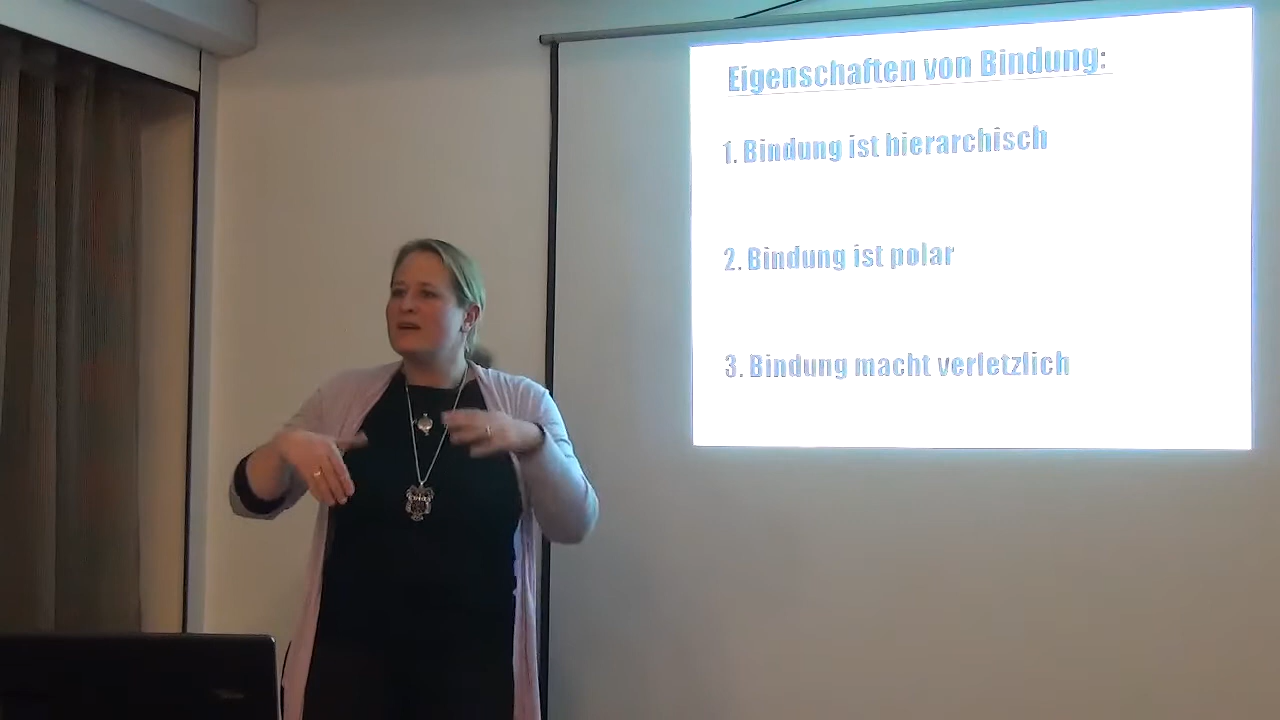 Eigenschaften von Bindung:
1. Bindung ist hierarchisch
2. Bindung ist polar
3. Bindung macht verletzlich